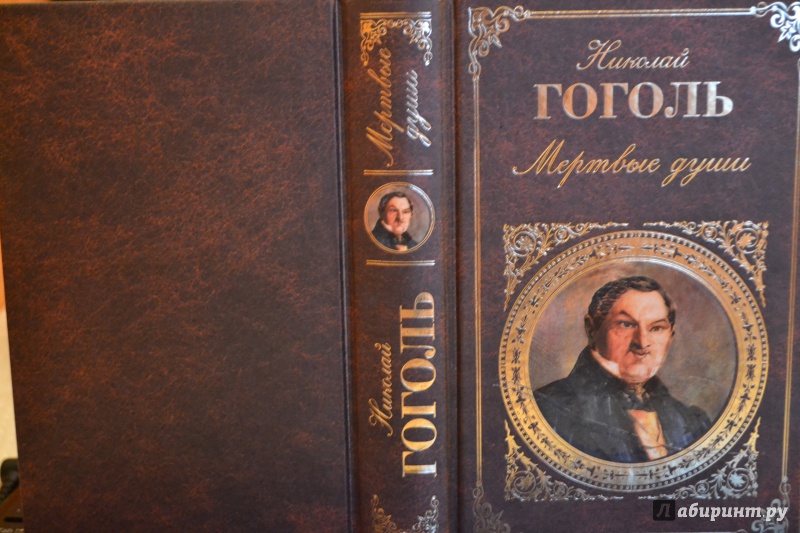 Николай
ГОГОЛЬ
Мертвые
души
Николай
ГОГОЛЬ
Мертвые души
Лабиринт.ру